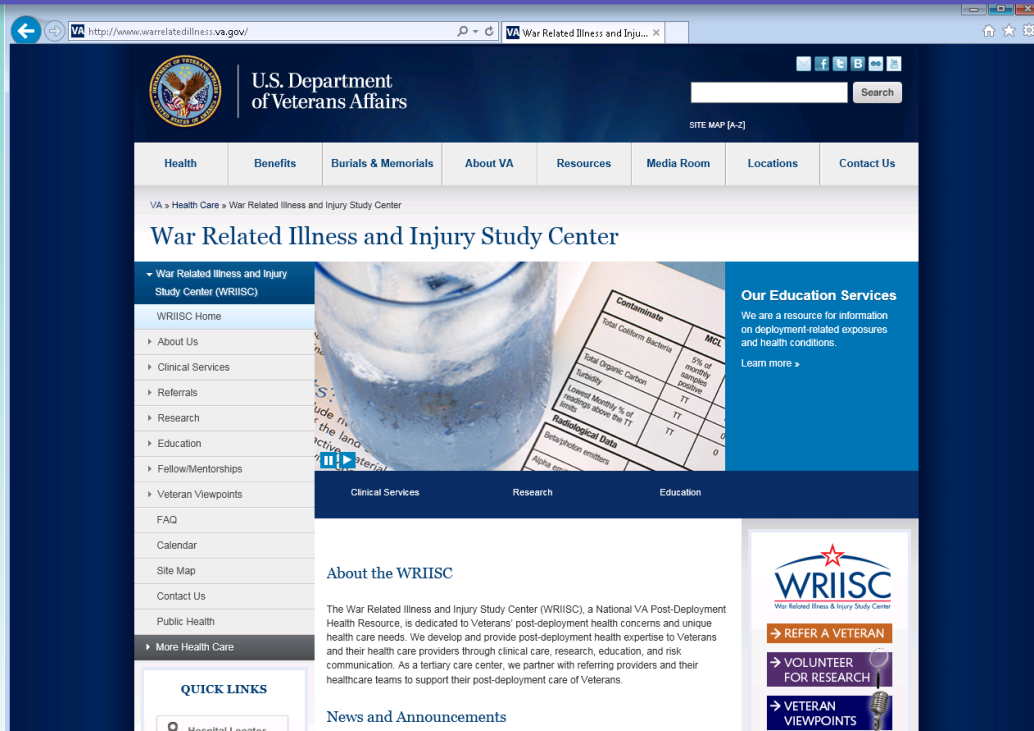 http://www.warrelatedillness.va.gov/
War Related Illness and Inju...
U.S. Department
of Veterans Affairs
Search
SITE MAP [A-Z]
Health
Benefits
Burials & Memorials
About VA
Resources
Media Room
Locations
Contact Us
VA » Health Care » War Related Illness and Injury Study Center
War Related Illness and Injury Study Center
War Related Illness and Injury
Study Center (WRIISC)
WRIISC Home
About Us
Clinical Services
Referrals
Research
Education
Fellow/Mentorships
Veteran Viewpoints
FAQ
Calendar
Site Map
Contact Us
Public Health
More Health Care
QUICK LINKS
Hospital Locator
Contaminate
MCL
Total Coliform Bacteria
5% of
monthly
samples
positive
Total Organic Carbon
TT
Turbidity
TT
Lowest Monthly % of
readings above the TT
limits
TT
0
Radiological Data
Beta/photon emitters
0
Alpha
the land
Our Education Services
We are a resource for information
on deployment-related exposures
and health conditions.
Learn more »
Clinical Services
Research
Education
About the WRIISC
The War Related Illness and Injury Study Center (WRIISC), a National VA Post-Deployment
Health Resource, is dedicated to Veterans' post-deployment health concerns and unique
health care needs. We develop and provide post-deployment health expertise to Veterans
and their health care providers through clinical care, research, education, and risk
communication. As a tertiary care center, we partner with referring providers and their
healthcare teams to support their post-deployment care of Veterans.
News and Announcements
WRIISC
War Related Illness & Injury Study Center
REFER A VETERAN
VOLUNTEER
FOR RESEARCH
VETERAN
VIEWPOINTS